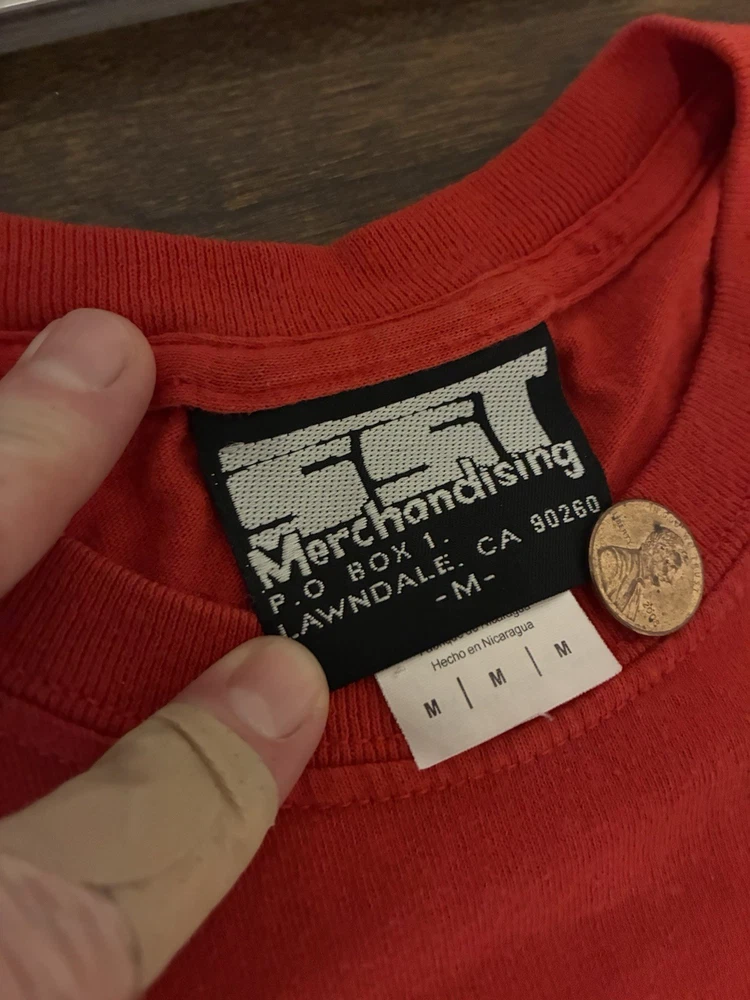 SST
Merchandising
P.O BOX 1.
LAWNDALE. CA 90260
-M-
Hecho en Nicaragua
M | M | M